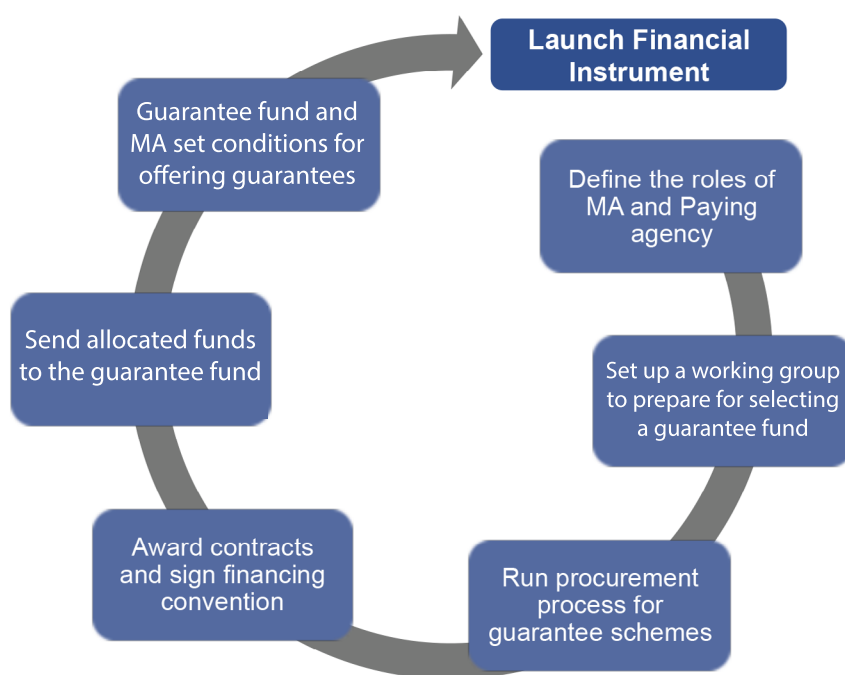 Launch Financial
Instrument
Define the roles of
MA and Paying
agency
Set up a working group
to prepare for selecting
a guarantee fund
Run procurement
process for
guarantee schemes
Award contracts
and sign financing
convention
Send allocated funds
to the guarantee fund
Guarantee fund and
MA set conditions for
offering guarantees